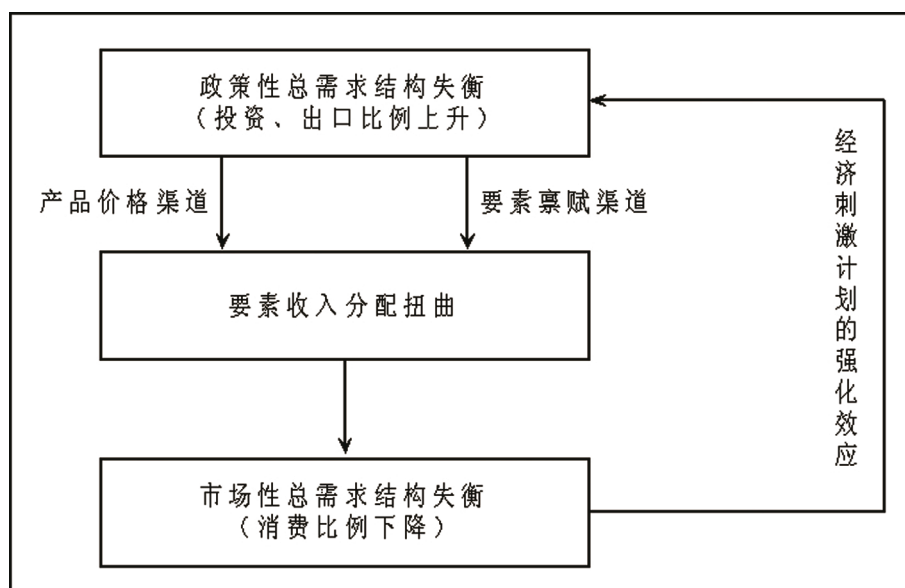 政策性总需求结构失衡
（投资、出口比例上升）
产品价格渠道
要素禀赋渠道
要素收入分配扭曲
市场性总需求结构失衡
（消费比例下降）
经济刺激计划的强化效应